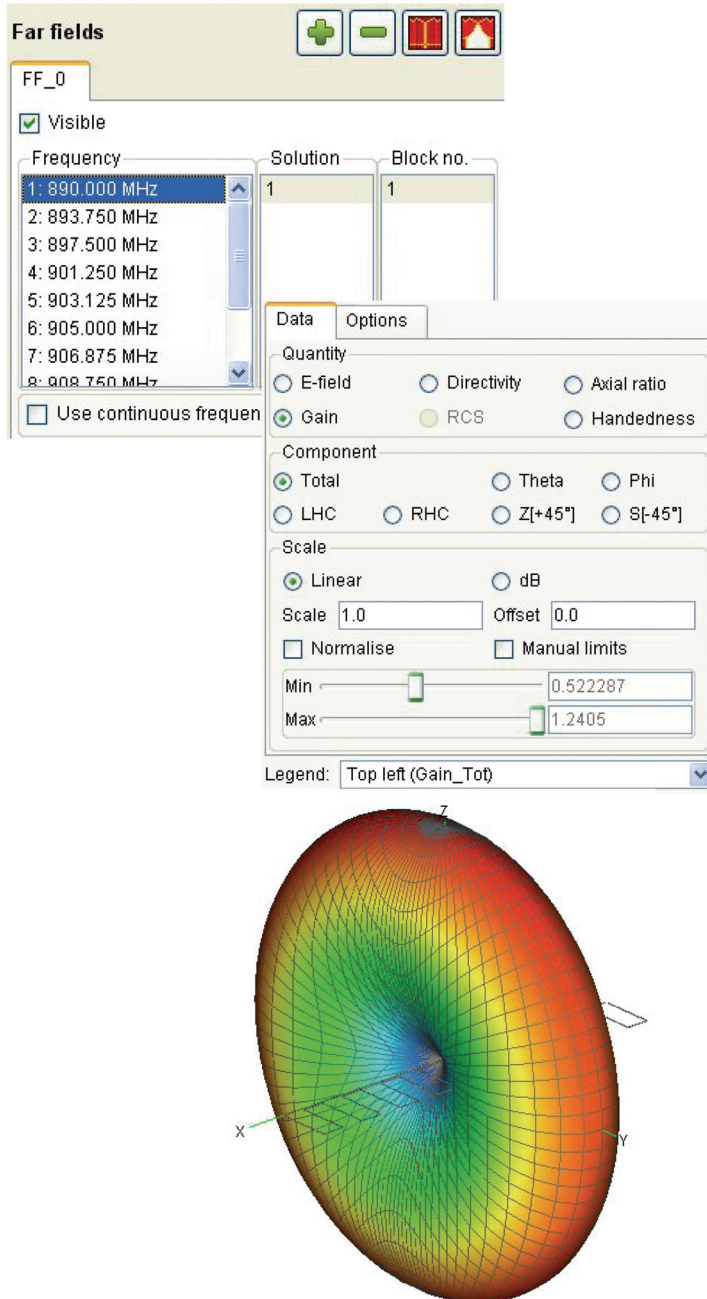 Far fields
FF_0
Visible
Frequency
Solution
Block no.
1: 890.000 MHz
1
1
2: 893.750 MHz
3: 897.500 MHz
4: 901.250 MHz
5: 903.125 MHz
6: 905.000 MHz
7: 906.875 MHz
8: 908.750 MHz
Use continuous frequen
Data
Options
Quantity
E-field
Directivity
Axial ratio
Gain
RCS
Handedness
Component
Total
Theta
Phi
LHC
RHC
Z[+45°]
S[-45°]
Scale
Linear
dB
Scale 1.0
Offset 0.0
Normalise
Manual limits
Min 0.522287
Max 1.2405
Legend: Top left (Gain_Tot)
Z
X
Y